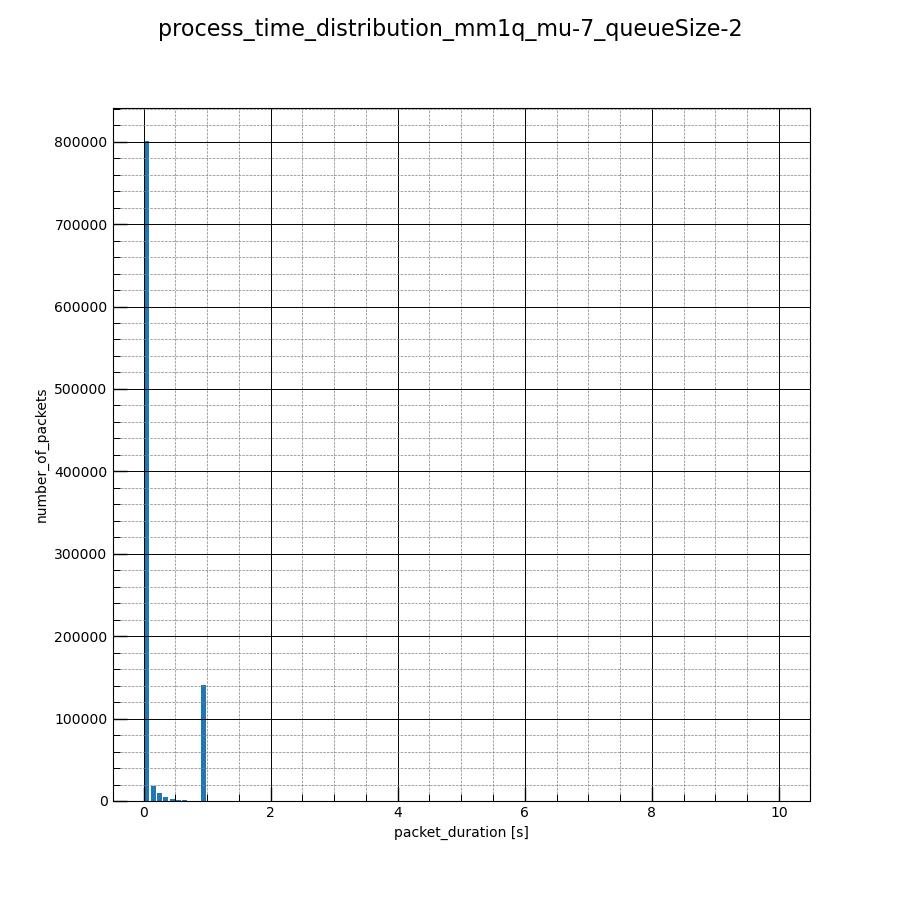 process_time_distribution_mm1q_mu-7_queueSize-2
800000
700000
600000
500000
400000
300000
200000
100000
0
number_of_packets
0 2 4 6 8 10
packet_duration [s]